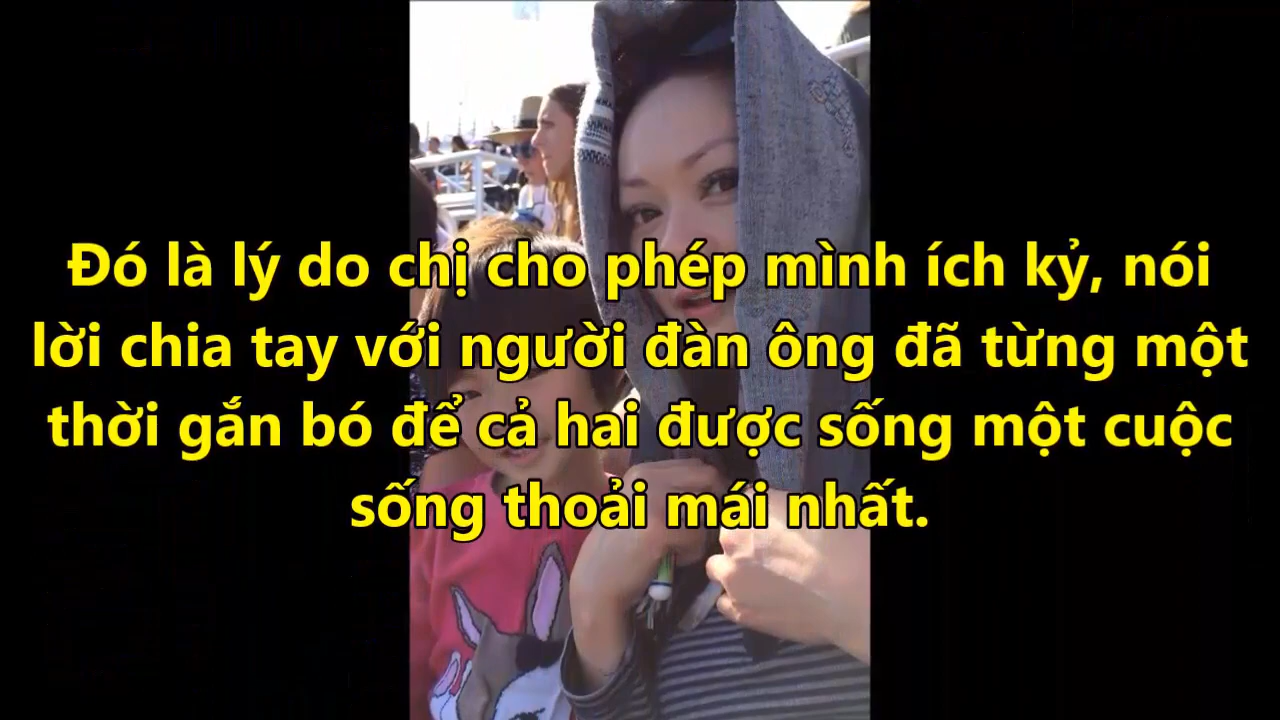 Đó là lý do chị cho phép mình ích kỷ, nói
lời chia tay với người đàn ông đã từng một
thời gắn bó để cả hai được sống một cuộc
sống thoải mái nhất.